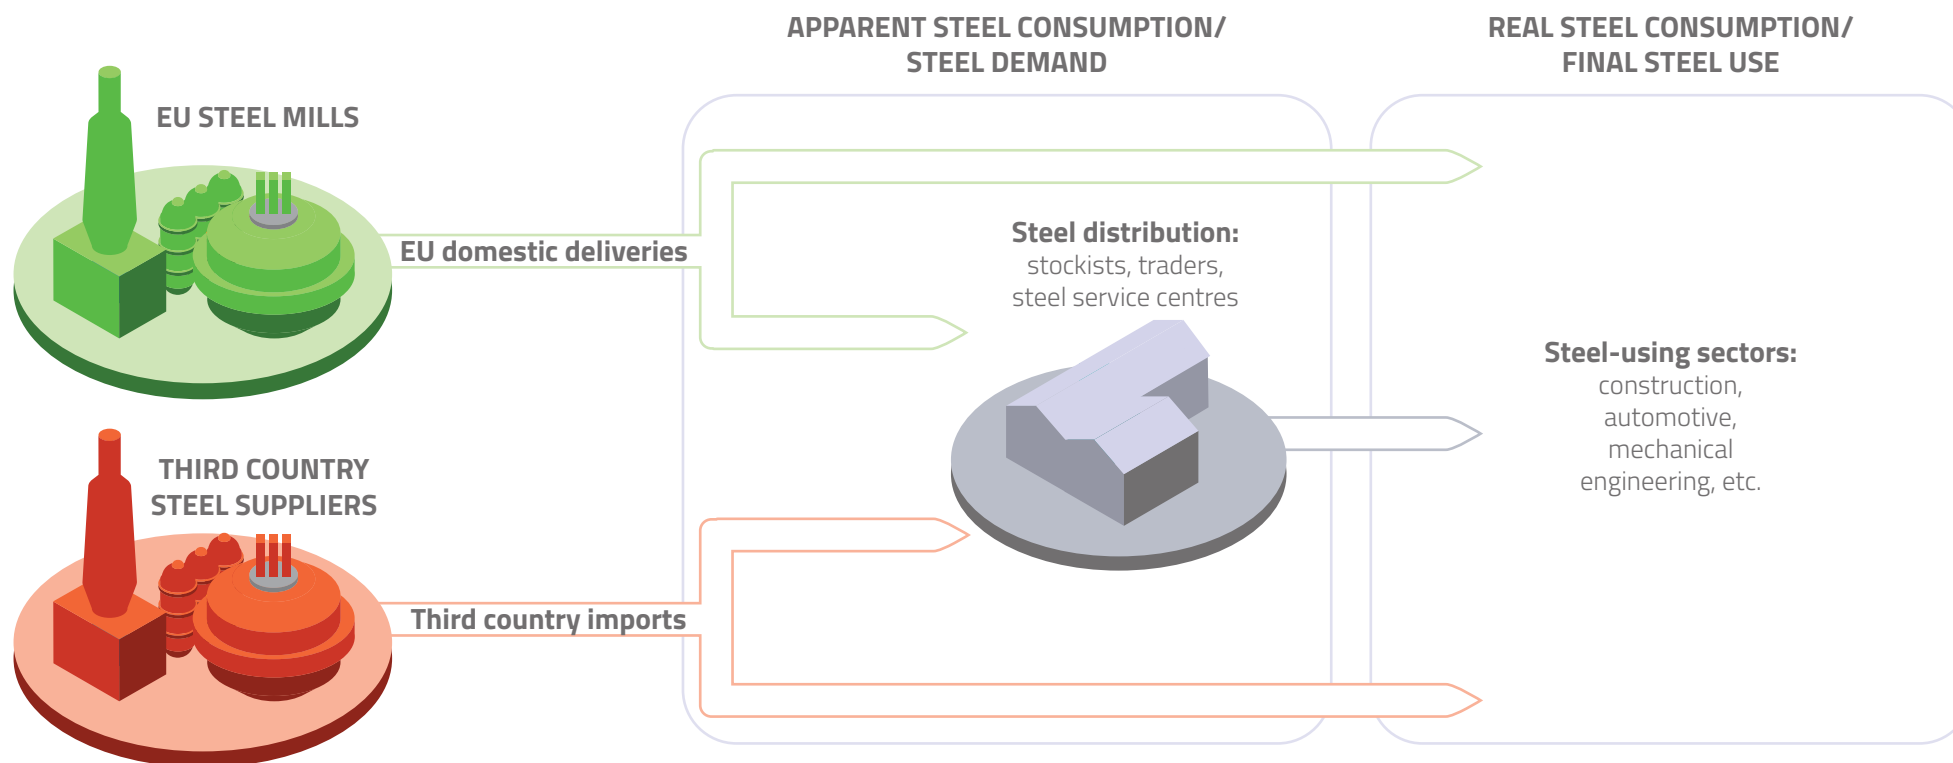 APPARENT STEEL CONSUMPTION/
STEEL DEMAND
REAL STEEL CONSUMPTION/
FINAL STEEL USE
EU STEEL MILLS
EU domestic deliveries
Steel distribution:
stockists, traders,
steel service centres
Steel-using sectors:
construction,
automotive,
mechanical
engineering, etc.
THIRD COUNTRY
STEEL SUPPLIERS
Third country imports